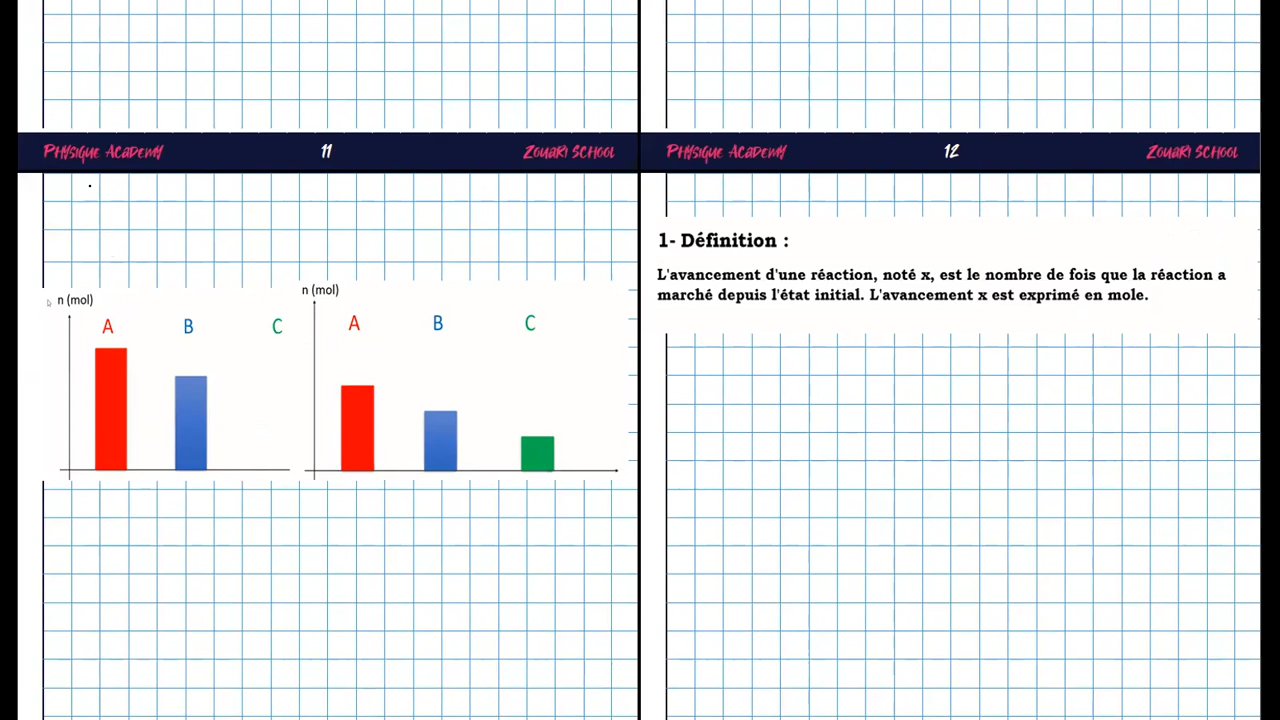 Physique Academy 11 Zouari School
n (mol)
A B C
n (mol)
A B C
Physique Academy 12 Zouari School
1- Définition :
L'avancement d'une réaction, noté x, est le nombre de fois que la réaction a
marché depuis l'état initial. L'avancement x est exprimé en mole.